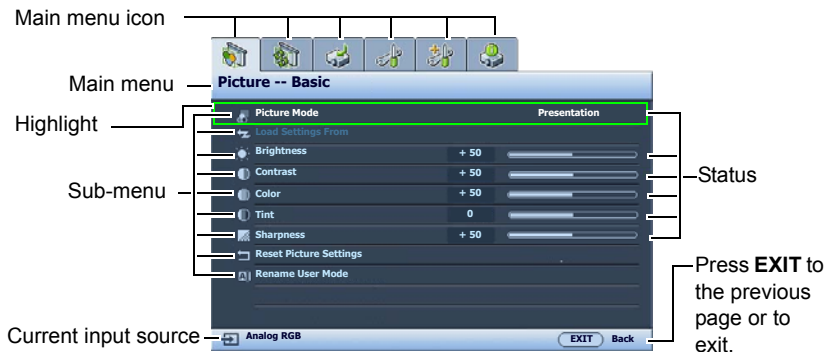 Main menu icon
Main menu
Picture -- Basic
Highlight
Picture Mode Presentation
Load Settings From
Brightness + 50
Contrast + 50
Status
Sub-menu
Color + 50
Tint 0
Sharpness + 50
Reset Picture Settings
Rename User Mode
Press EXIT to
the previous
page or to
exit.
Current input source
Analog RGB
EXIT Back